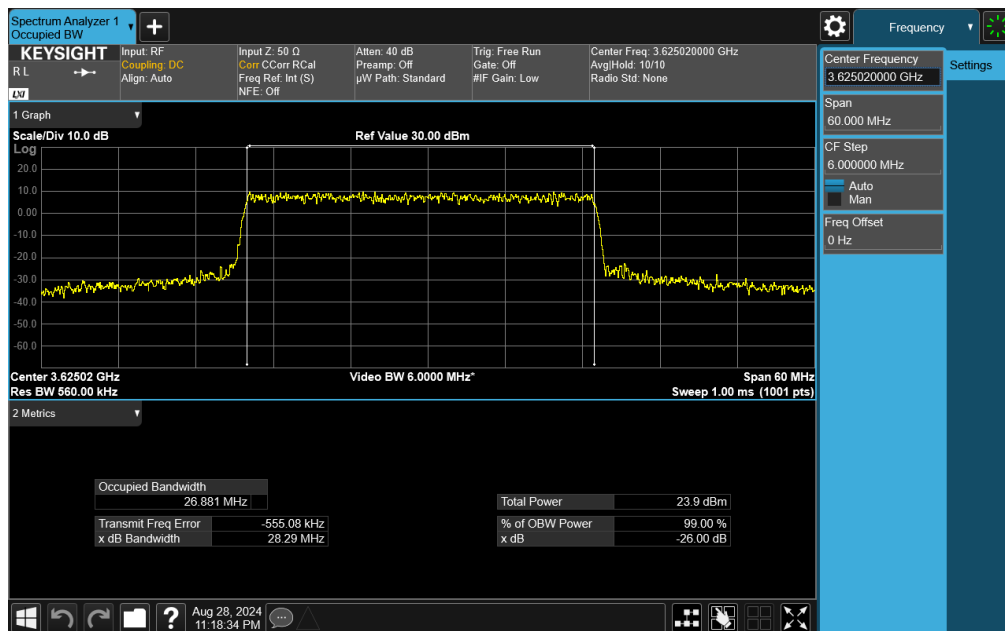 Spectrum Analyzer 1
Occupied BW
Frequency
KEYSIGHT
R L
LXI
Input: RF
Coupling: DC
Align: Auto
Input Z: 50 Ω
Corr CCorr RCal
Freq Ref: Int (S)
NFE: Off
Atten: 40 dB
Preamp: Off
µW Path: Standard
Trig: Free Run
Gate: Off
#IF Gain: Low
Center Freq: 3.625020000 GHz
Avg|Hold: 10/10
Radio Std: None
Center Frequency
3.625020000 GHz
Settings
Span
60.000 MHz
CF Step
6.000000 MHz
Auto
Man
Freq Offset
0 Hz
1 Graph
Scale/Div 10.0 dB
Ref Value 30.00 dBm
Log
20.0
10.0
0.00
-10.0
-20.0
-30.0
-40.0
-50.0
-60.0
Center 3.62502 GHz
Video BW 6.0000 MHz*
Span 60 MHz
Res BW 560.00 kHz
Sweep 1.00 ms (1001 pts)
2 Metrics
Occupied Bandwidth
26.881 MHz
Transmit Freq Error -555.08 kHz
x dB Bandwidth 28.29 MHz
Total Power 23.9 dBm
% of OBW Power 99.00 %
x dB -26.00 dB
?
Aug 28, 2024
11:18:34 PM